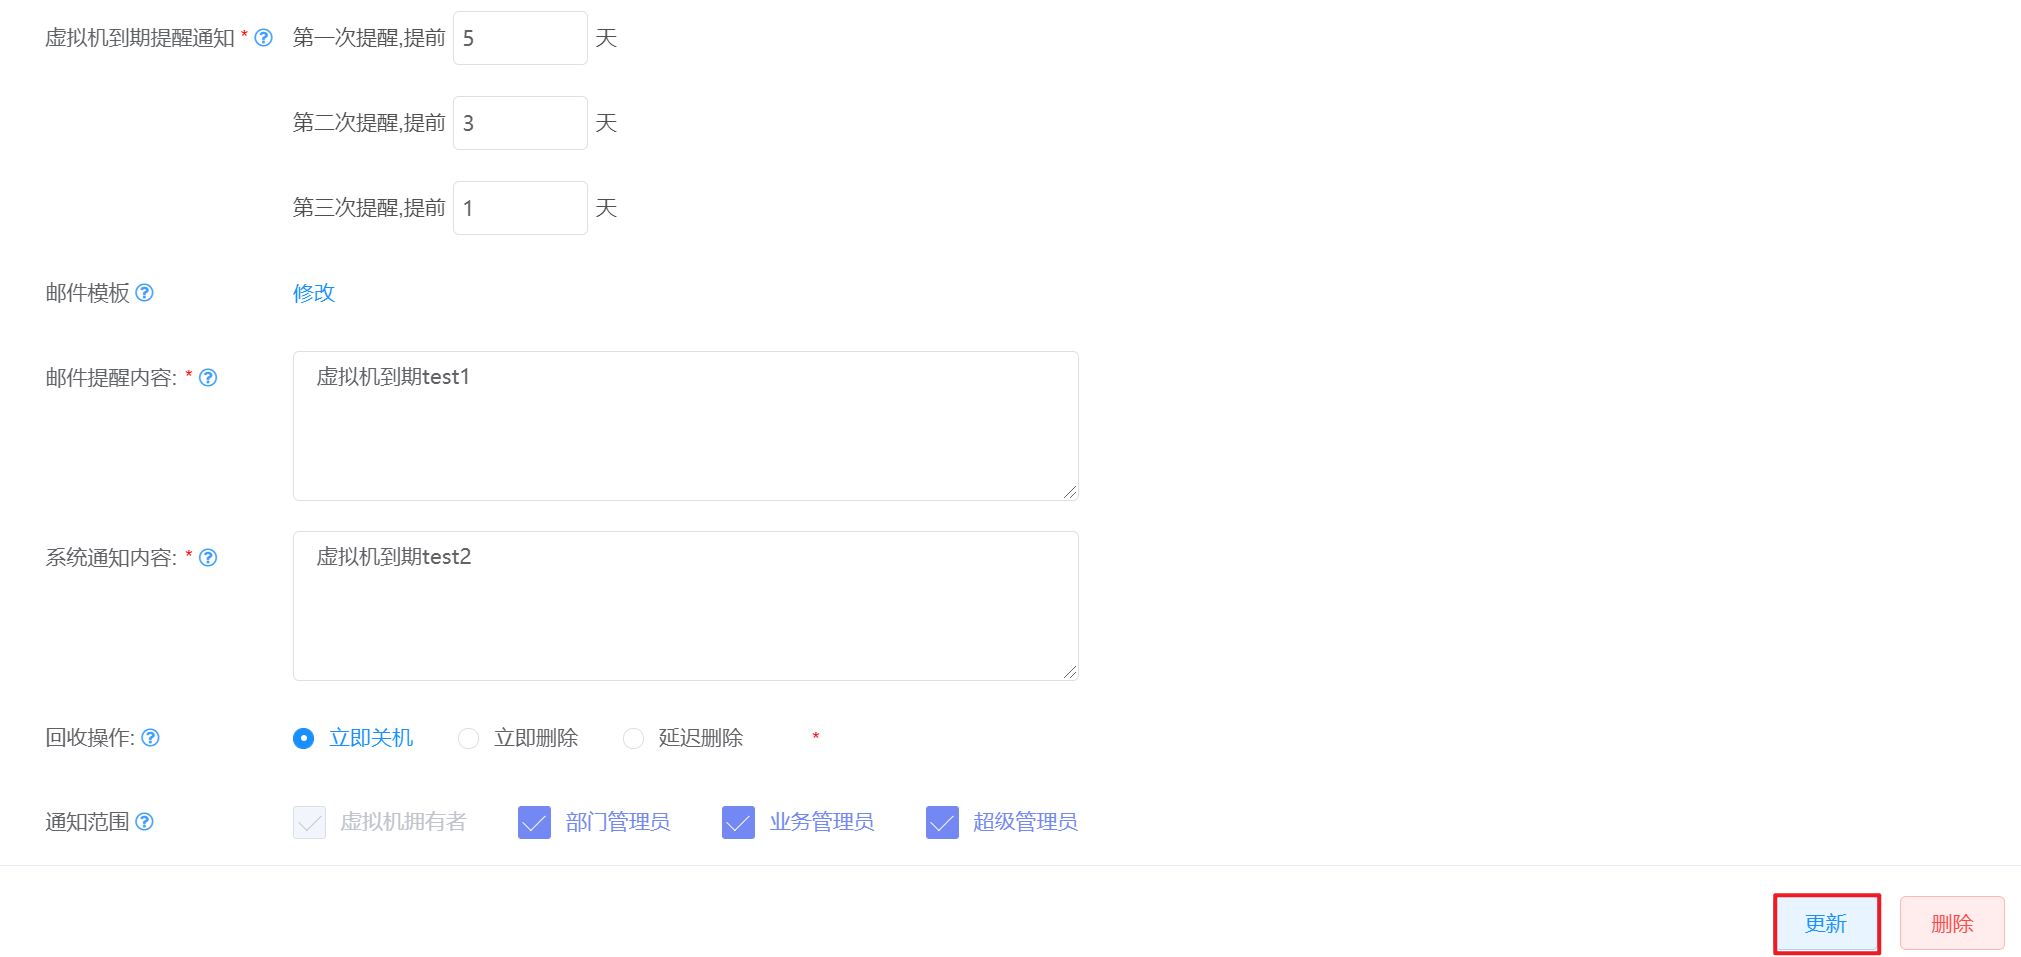 虚拟机到期提醒通知 * 第一次提醒,提前 5 天
第二次提醒,提前 3 天
第三次提醒,提前 1 天
邮件模板 修改
邮件提醒内容: * 虚拟机到期test1
系统通知内容: * 虚拟机到期test2
回收操作: 立即关机 立即删除 延迟删除 *
通知范围 虚拟机拥有者 部门管理员 业务管理员 超级管理员
更新 删除